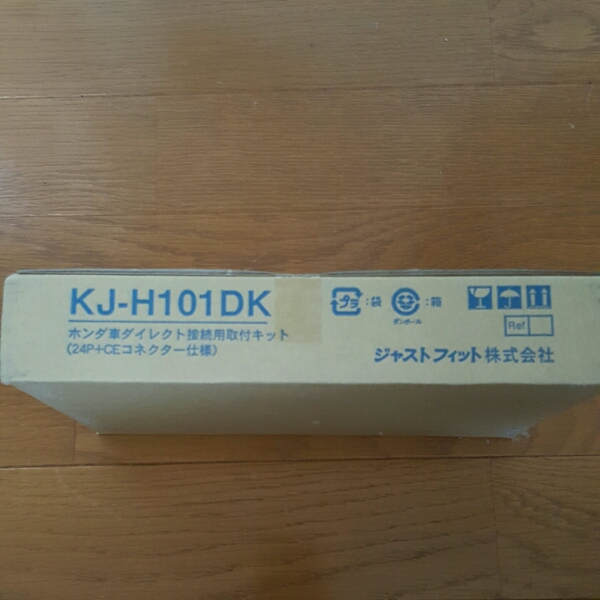 KJ-H101DK
ホンダ車ダイレクト接続用取付キット
(24P+CEコネクター仕様)
プラ :袋
:箱
ダンボール
Ref
ジャストフィット株式会社